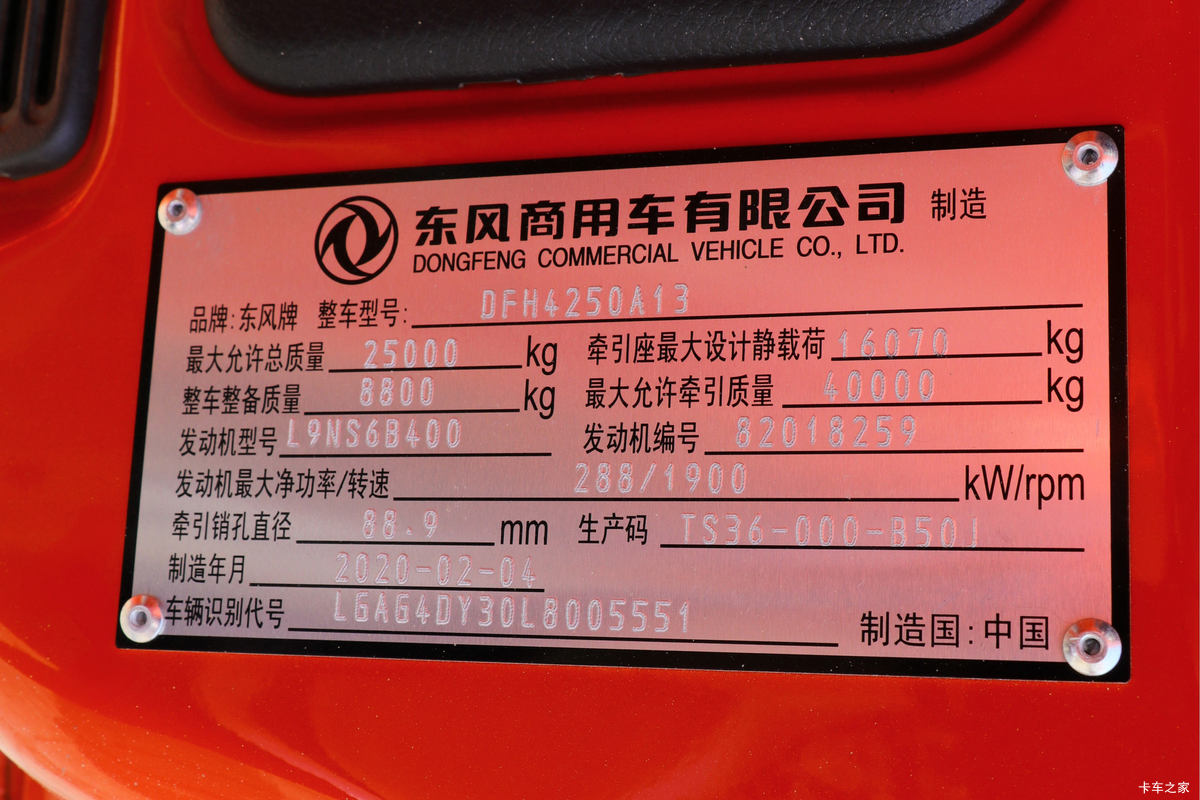 东风商用车有限公司 制造
DONGFENG COMMERCIAL VEHICLE CO., LTD.
品牌:东风牌 整车型号: DFH4250A13
最大允许总质量 25000 kg 牵引座最大设计静载荷 16070 kg
整车整备质量 8800 kg 最大允许牵引质量 40000 kg
发动机型号 L9NS6B400 发动机编号 82018259
发动机最大净功率/转速 288/1900 kW/rpm
牵引销孔直径 88.9 mm 生产码 TS36-000-B50J
制造年月 2020-02-04
车辆识别代号 LGAG4DY30L8005551
制造国:中国
卡车之家